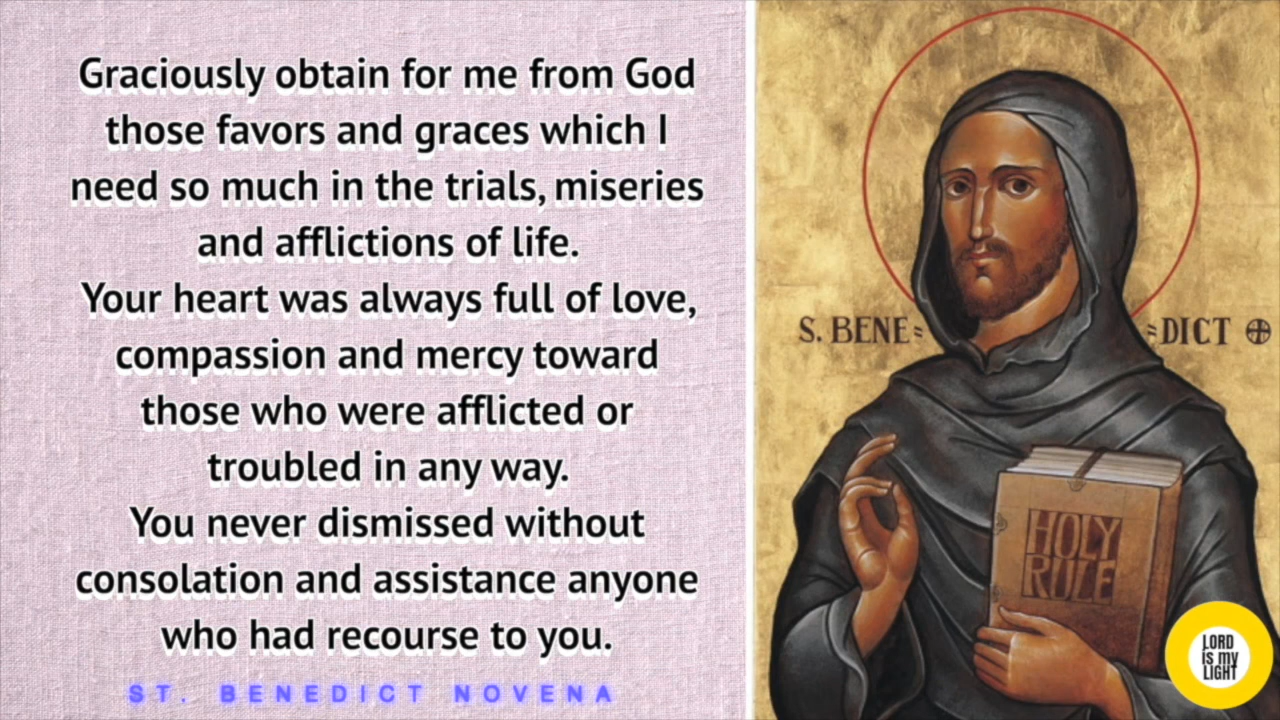 Graciously obtain for me from God
those favors and graces which I
need so much in the trials, miseries
and afflictions of life.
Your heart was always full of love,
compassion and mercy toward
those who were afflicted or
troubled in any way.
You never dismissed without
consolation and assistance anyone
who had recourse to you.
ST. BENEDICT NOVENA
S. BENE=
=DICT
HOLY
RULE
LORD
is my
LIGHT